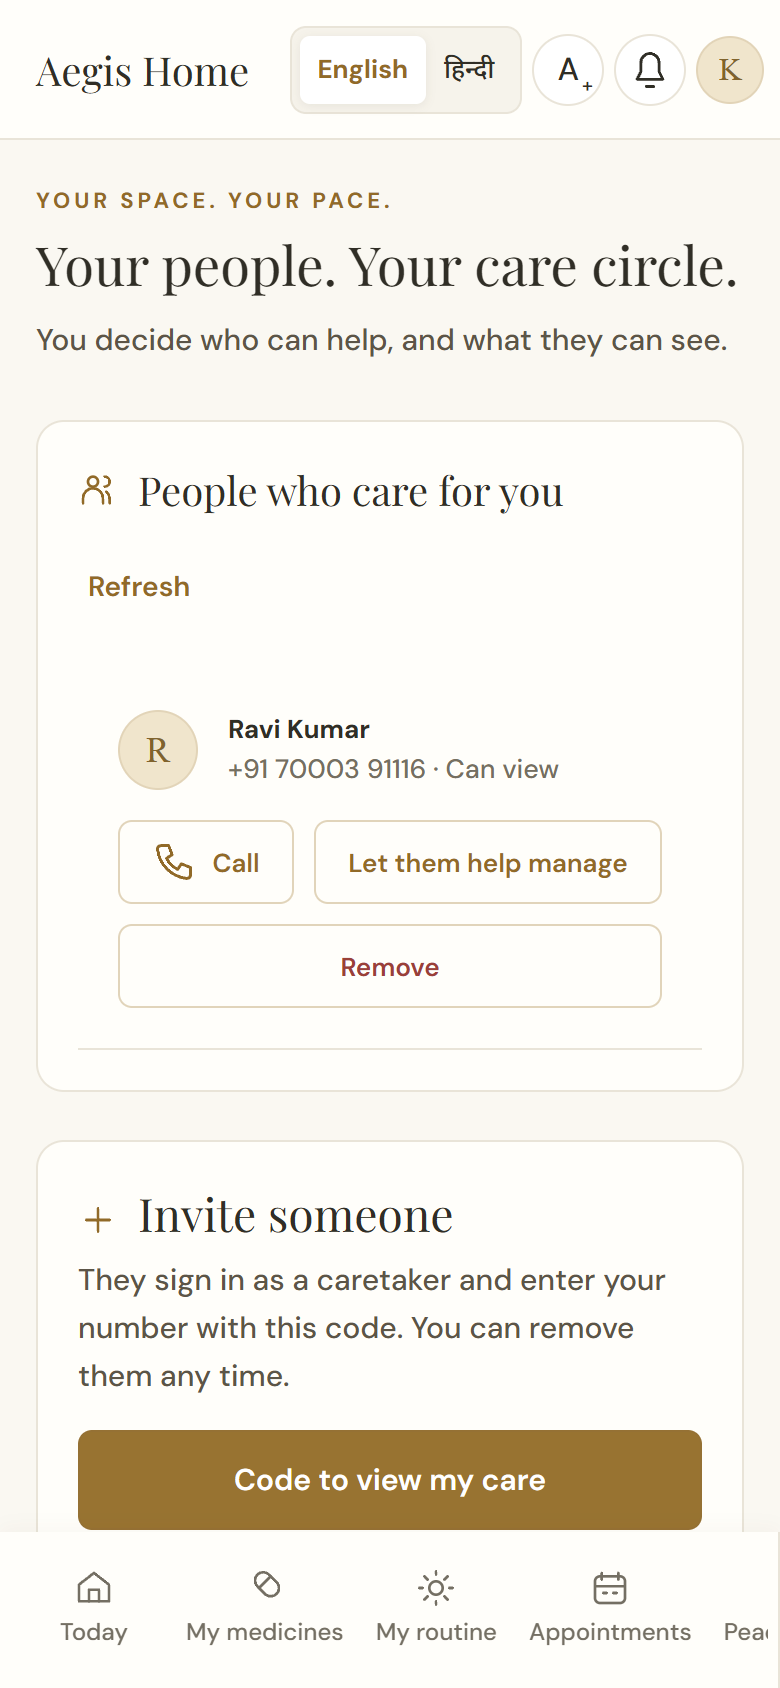 Aegis Home
English
हिन्दी
A+
K
YOUR SPACE. YOUR PACE.
Your people. Your care circle.
You decide who can help, and what they can see.
People who care for you
Refresh
R
Ravi Kumar
+91 70003 91116 · Can view
Call
Let them help manage
Remove
+ Invite someone
They sign in as a caretaker and enter your
number with this code. You can remove
them any time.
Code to view my care
Today
My medicines
My routine
Appointments